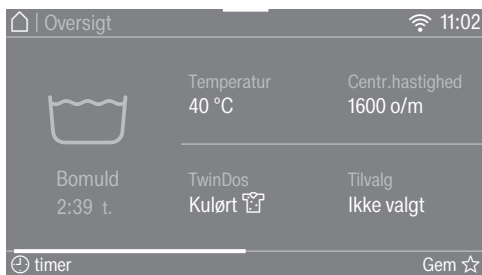 | Oversigt 11:02
Temperatur
40 °C
Centr.hastighed
1600 o/m
Bomuld
2:39 t.
TwinDos
Kulørt
Tilvalg
Ikke valgt
timer
Gem